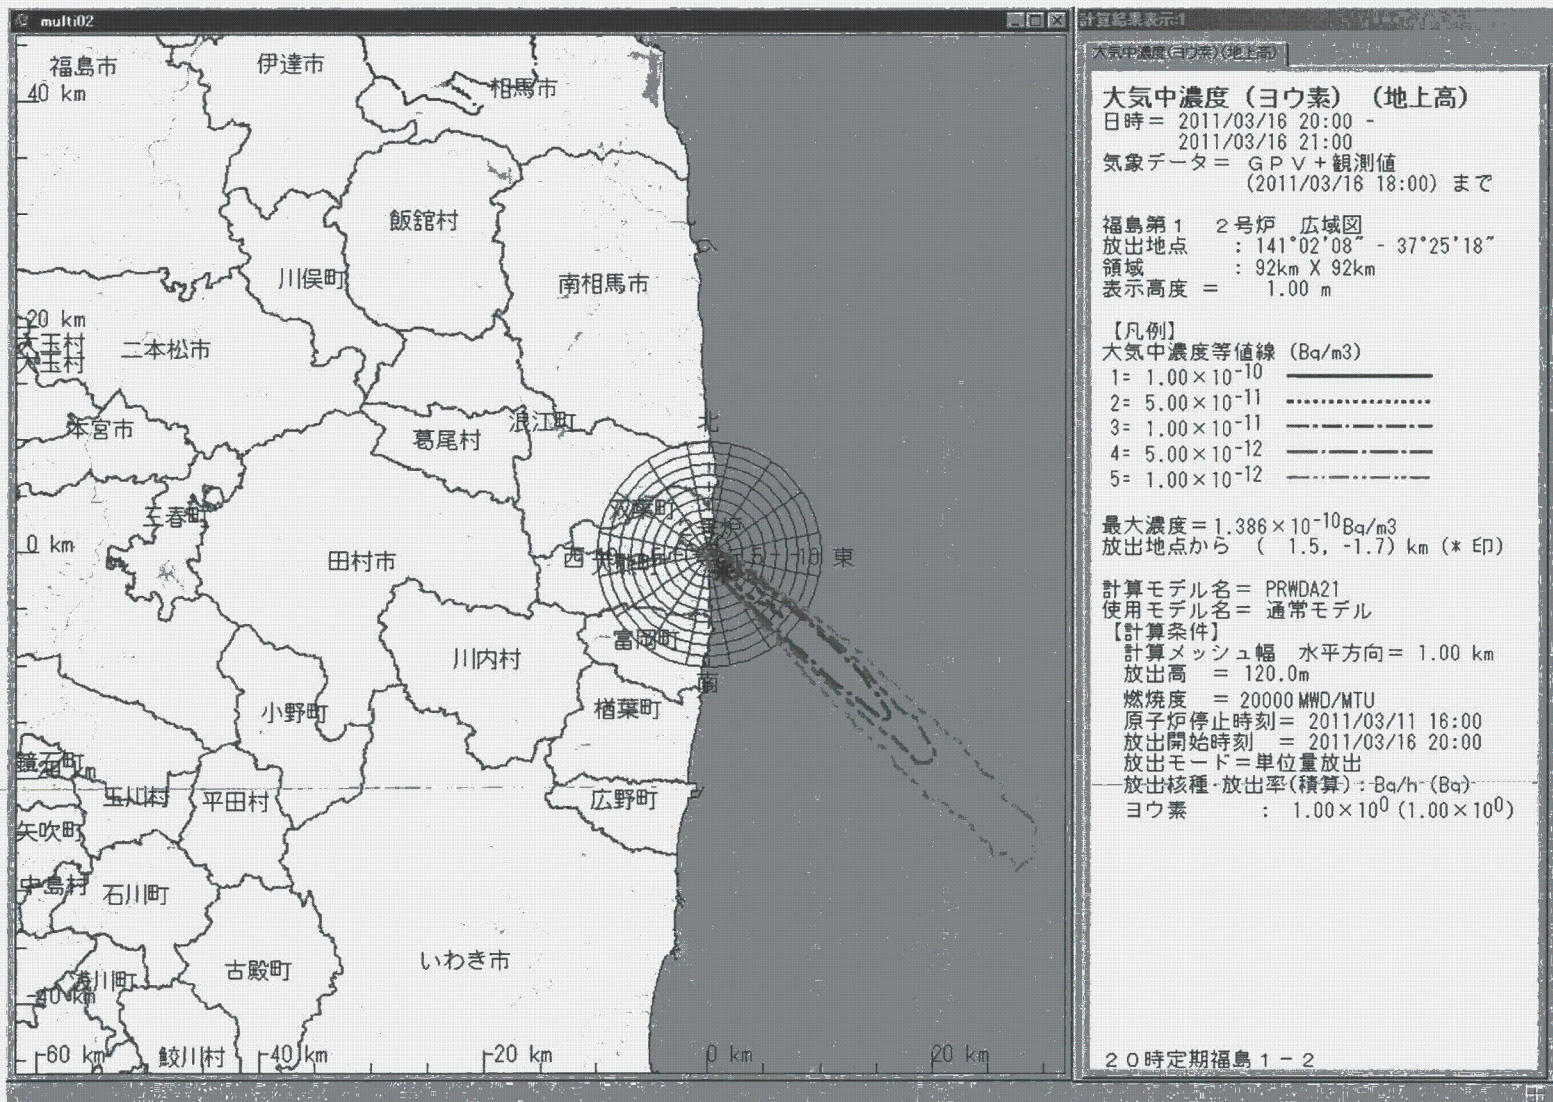 multi02
福島市
伊達市
相馬市
40 km
飯舘村
川俣町
南相馬市
20 km
大玉村
大玉村
二本松市
本宮市
葛尾村
浪江町
北
双葉町
三春町
0 km
田村市
西
東
富岡町
川内村
南
小野町
楢葉町
鏡石町
玉川村
平田村
広野町
矢吹町
中島村
石川町
古殿町
いわき市
浅川町
-40 km
鮫川村
-60 km
-40 km
-20 km
0 km
20 km
計算結果表示:1
大気中濃度(ヨウ素)(地上高)
大気中濃度（ヨウ素）（地上高）
日時＝ 2011/03/16 20:00 -
2011/03/16 21:00
気象データ＝ ＧＰＶ＋観測値
(2011/03/16 18:00) まで
福島第１ ２号炉 広域図
放出地点 : 141°02'08" - 37°25'18"
領域 : 92km X 92km
表示高度 = 1.00 m
【凡例】
大気中濃度等値線 (Bq/m3)
1= 1.00×10⁻¹⁰
2= 5.00×10⁻¹¹
3= 1.00×10⁻¹¹
4= 5.00×10⁻¹²
5= 1.00×10⁻¹²
最大濃度＝1.386×10⁻¹⁰Bq/m3
放出地点から ( 1.5, -1.7) km (* 印)
計算モデル名＝ PRWDA21
使用モデル名＝ 通常モデル
【計算条件】
計算メッシュ幅 水平方向＝ 1.00 km
放出高 ＝ 120.0m
燃焼度 ＝ 20000MWD/MTU
原子炉停止時刻＝ 2011/03/11 16:00
放出開始時刻 ＝ 2011/03/16 20:00
放出モード＝単位量放出
放出核種・放出率(積算) : Bq/h (Bq)
ヨウ素 : 1.00×10⁰ (1.00×10⁰)
２０時定期福島１－２